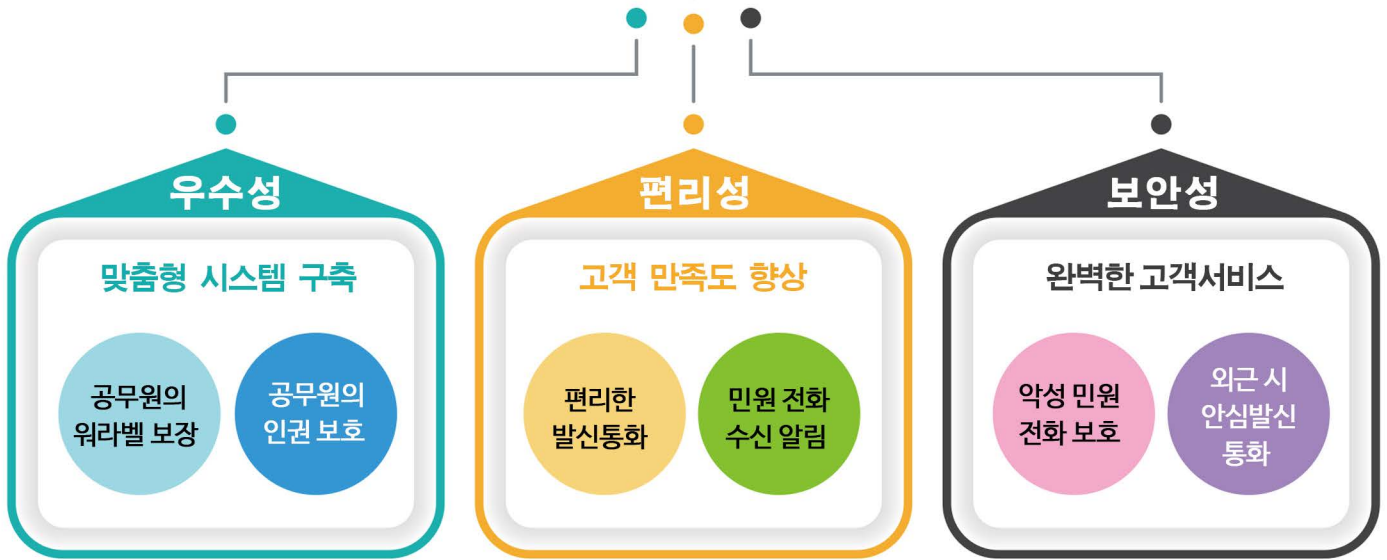 우수성
맞춤형 시스템 구축
공무원의
워라벨 보장
공무원의
인권 보호
편리성
고객 만족도 향상
편리한
발신통화
민원 전화
수신 알림
보안성
완벽한 고객서비스
악성 민원
전화 보호
외근 시
안심발신
통화